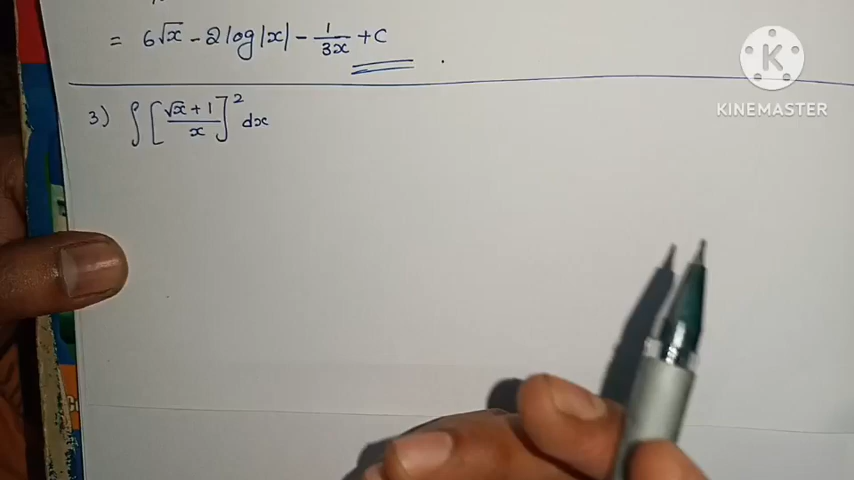 = 6√x - 2 log|x| - 1/3x + C
K
KINEMASTER
3) ∫ [ (√x + 1)/x ]² dx